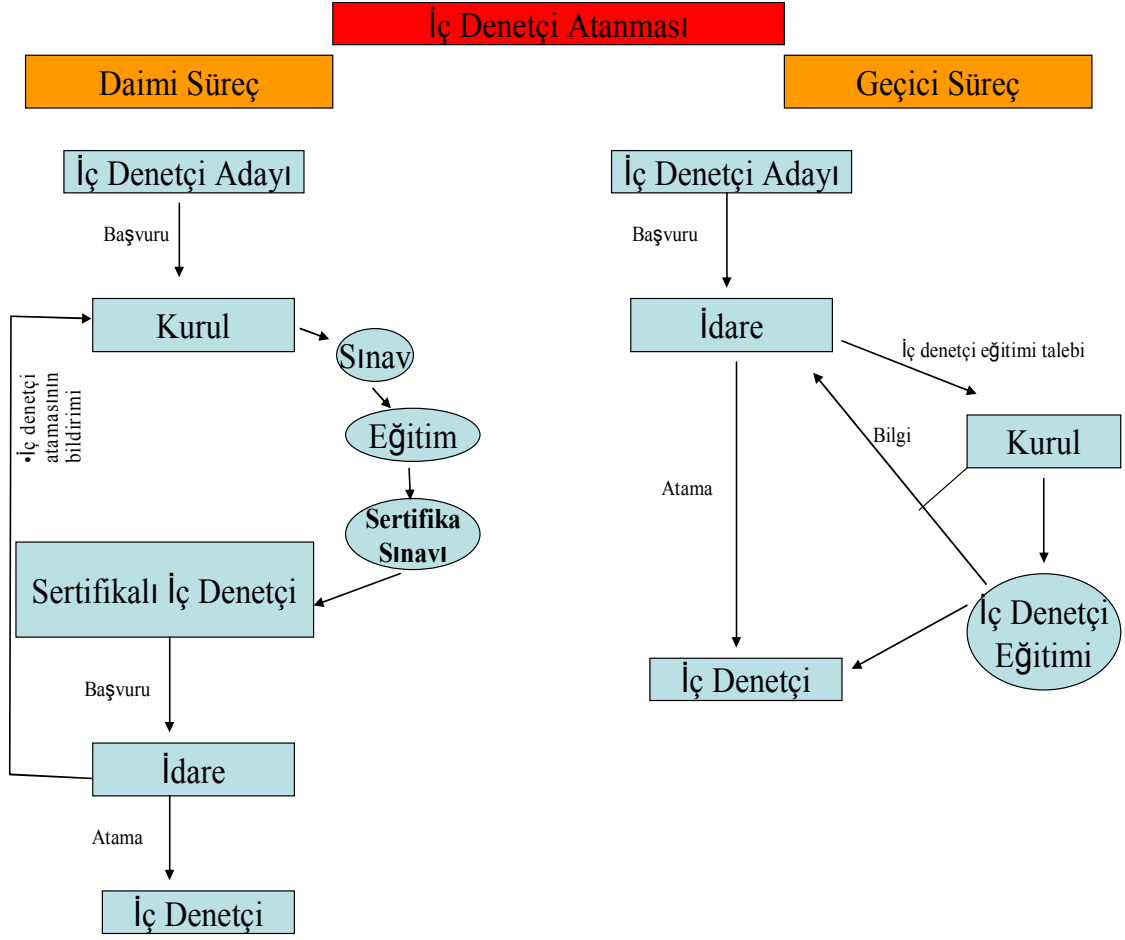 İç Denetçi Atanması
Daimi Süreç
İç Denetçi Adayı
Başvuru
Kurul
Sınav
Eğitim
Sertifika
Sınavı
•İç denetçi
atamasının
bildirimi
Sertifikalı İç Denetçi
Başvuru
İdare
Atama
İç Denetçi
Geçici Süreç
İç Denetçi Adayı
Başvuru
İdare
İç denetçi eğitimi talebi
Bilgi
Kurul
Atama
İç Denetçi
Eğitimi
İç Denetçi